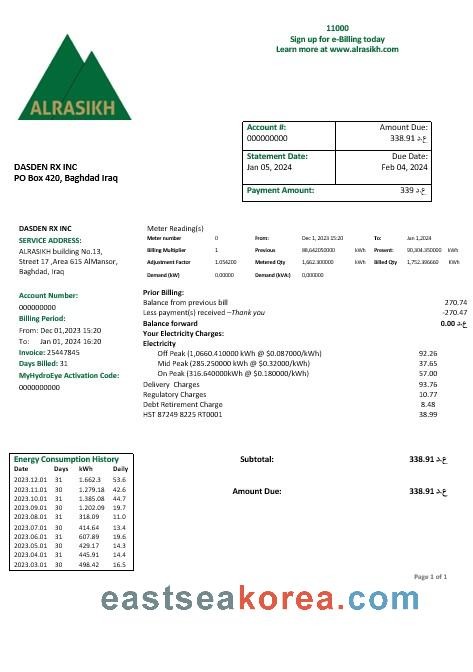 11000
Sign up for e-Billing today
Learn more at www.alrasikh.com
ALRASIKH
Account #:
000000000
Amount Due:
338.91 ع.د
Statement Date:
Jan 05, 2024
Due Date:
Feb 04, 2024
Payment Amount:
339 ع.د
DASDEN RX INC
PO Box 420, Baghdad Iraq
DASDEN RX INC
SERVICE ADDRESS:
ALRASIKH building No.13,
Street 17 ,Area 615 AlMansor,
Baghdad, Iraq
Account Number:
000000000
Billing Period:
From: Dec 01,2023 15:20
To: Jan 01, 2024 16:20
Invoice: 25447845
Days Billed: 31
MyHydroEye Activation Code:
0000000000
Meter Reading(s)
Meter number 0 From: Dec 1, 2023 15:20 To: Jan 1,2024
Billing Multiplier 1 Previous 88,642050000 kWh Present: 90,304.350000 kWh
Adjustment Factor 1.054200 Metered Qty 1,662.300000 kWh Billed Qty 1,752.396660 KWh
Demand (kW) 0,00000 Demand (kVA:) 0,000000
Prior Billing:
Balance from previous bill 270.74
Less payment(s) received –Thank you -270.47
Balance forward 0.00 ع.د
Your Electricity Charges:
Electricity
Off Peak (1,0660.410000 kWh @ $0.087000/kWh) 92.26
Mid Peak (285.250000 kWh @ $0.32000/kWh) 37.65
On Peak (316.640000kWh @ $0.180000/kWh) 57.00
Delivery Charges 93.76
Regulatory Charges 10.77
Debt Retirement Charge 8.48
HST 87249 8225 RT0001 38.99
Subtotal: 338.91 ع.د
Amount Due: 338.91 ع.د
Energy Consumption History
Date Days kWh Daily
2023.12.01 31 1.662.3 53.6
2023.11.01 30 1.279.18 42.6
2023.10.01 31 1.385.08 44.7
2023.09.01 30 1.202.09 19.7
2023.08.01 31 318.09 11.0
2023.07.01 30 414.64 13.4
2023.06.01 31 607.89 19.6
2023.05.01 30 429.17 14.3
2023.04.01 31 445.91 14.4
2023.03.01 30 498.42 16.5
Page 1 of 1
eastseakorea.com